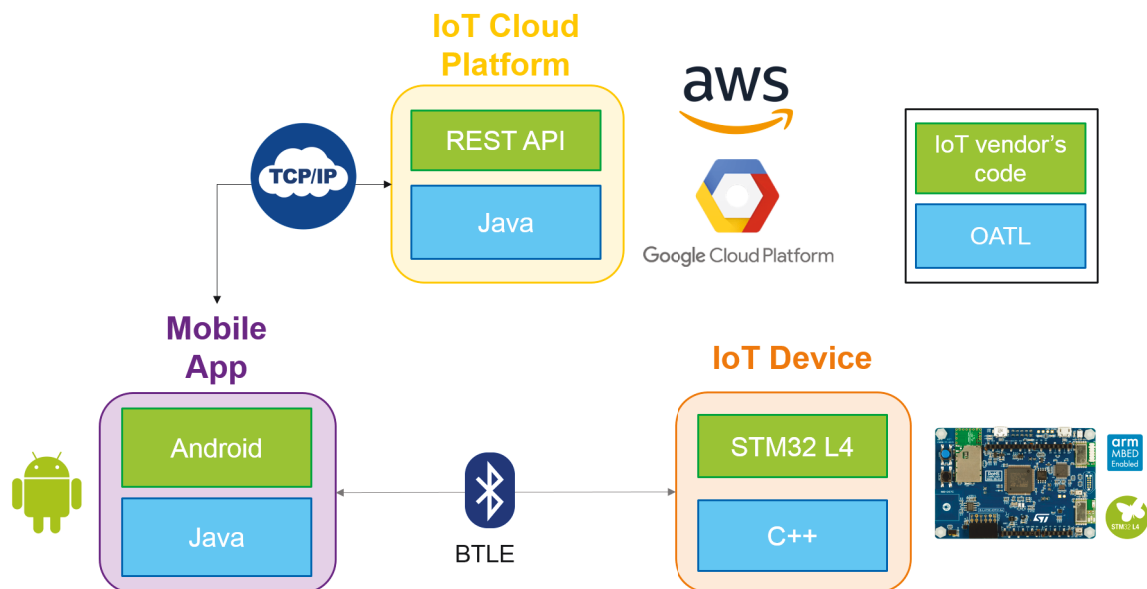 IoT Cloud
Platform
REST API
Java
TCP/IP
aws
Google Cloud Platform
IoT vendor's
code
OATL
Mobile
App
Android
Java
BTLE
IoT Device
STM32 L4
C++
arm
MBED
Enabled
STM32 L4